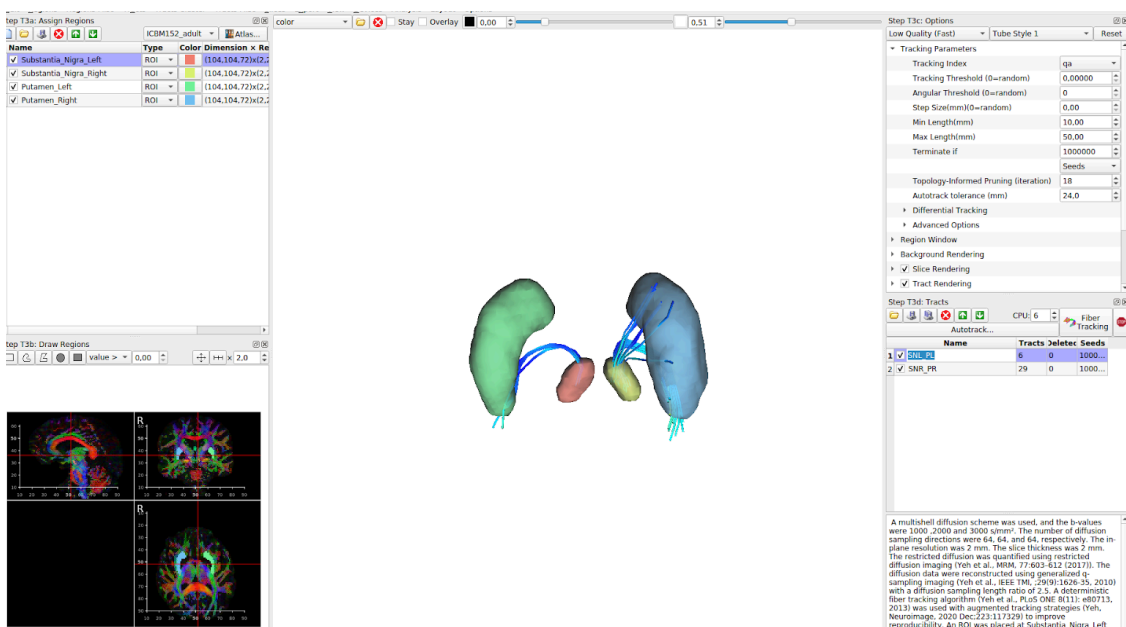 tep T3a: Assign Regions
ICBM152_adult
Atlas...
Name Type Color Dimension × Re
Substantia_Nigra_Left ROI (104,104,72)x(2,2
Substantia_Nigra_Right ROI (104,104,72)x(2,2
Putamen_Left ROI (104,104,72)x(2,2
Putamen_Right ROI (104,104,72)x(2,2
tep T3b: Draw Regions
value > 0,00 x 2,0
R
R
color Stay Overlay 0,00 0,51
Step T3c: Options
Low Quality (Fast) Tube Style 1 Reset
Tracking Parameters
Tracking Index qa
Tracking Threshold (0=random) 0,00000
Angular Threshold (0=random) 0
Step Size(mm)(0=random) 0,00
Min Length(mm) 10,00
Max Length(mm) 50,00
Terminate if 1000000
Seeds
Topology-Informed Pruning (iteration) 18
Autotrack tolerance (mm) 24,0
Differential Tracking
Advanced Options
Region Window
Background Rendering
Slice Rendering
Tract Rendering
Step T3d: Tracts
CPU: 6
Fiber
Tracking
STOP
Autotrack...
Name Tracts Deletec Seeds
1 SNL_PL 6 0 1000...
2 SNR_PR 29 0 1000...
A multishell diffusion scheme was used, and the b-values
were 1000 ,2000 and 3000 s/mm². The number of diffusion
sampling directions were 64, 64, and 64, respectively. The in-
plane resolution was 2 mm. The slice thickness was 2 mm.
The restricted diffusion was quantified using restricted
diffusion imaging (Yeh et al., MRM, 77:603–612 (2017)). The
diffusion data were reconstructed using generalized q-
sampling imaging (Yeh et al., IEEE TMI, ;29(9):1626-35, 2010)
with a diffusion sampling length ratio of 2.5. A deterministic
fiber tracking algorithm (Yeh et al., PLoS ONE 8(11): e80713,
2013) was used with augmented tracking strategies (Yeh,
Neuroimage, 2020 Dec;223:117329) to improve
reproducibility. An ROI was placed at Substantia_Nigra_Left